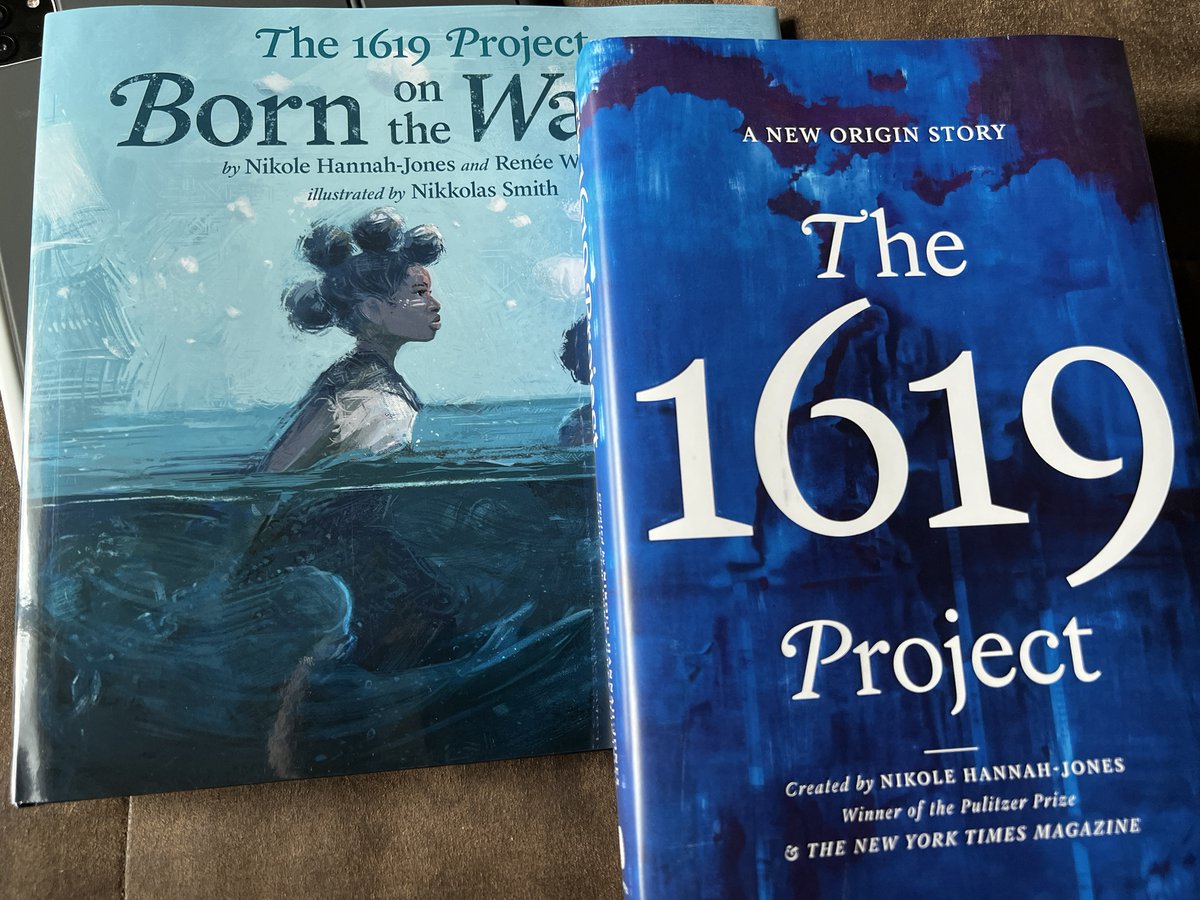 The 1619 Project
Born on the Wa
by Nikole Hannah-Jones and Renée W
illustrated by Nikkolas Smith
A NEW ORIGIN STORY
The
1619
Project
Created by NIKOLE HANNAH-JONES
Winner of the Pulitzer Prize
& THE NEW YORK TIMES MAGAZINE